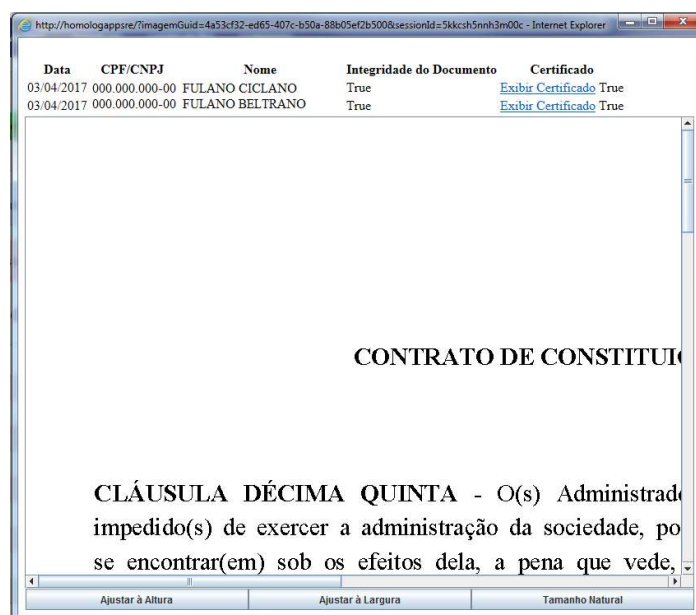 http://homologappsre/?imagemGuid=4a53cf32-ed65-407c-b50a-88b05ef2b500&sessionId=5kkcsh5nnh3m00c - Internet Explorer
Data CPF/CNPJ Nome Integridade do Documento Certificado
03/04/2017 000.000.000-00 FULANO CICLANO True Exibir Certificado True
03/04/2017 000.000.000-00 FULANO BELTRANO True Exibir Certificado True
CONTRATO DE CONSTITUI
CLÁUSULA DÉCIMA QUINTA - O(s) Administrad
impedido(s) de exercer a administração da sociedade, po
se encontrar(em) sob os efeitos dela, a pena que vede,
Ajustar à Altura Ajustar à Largura Tamanho Natural